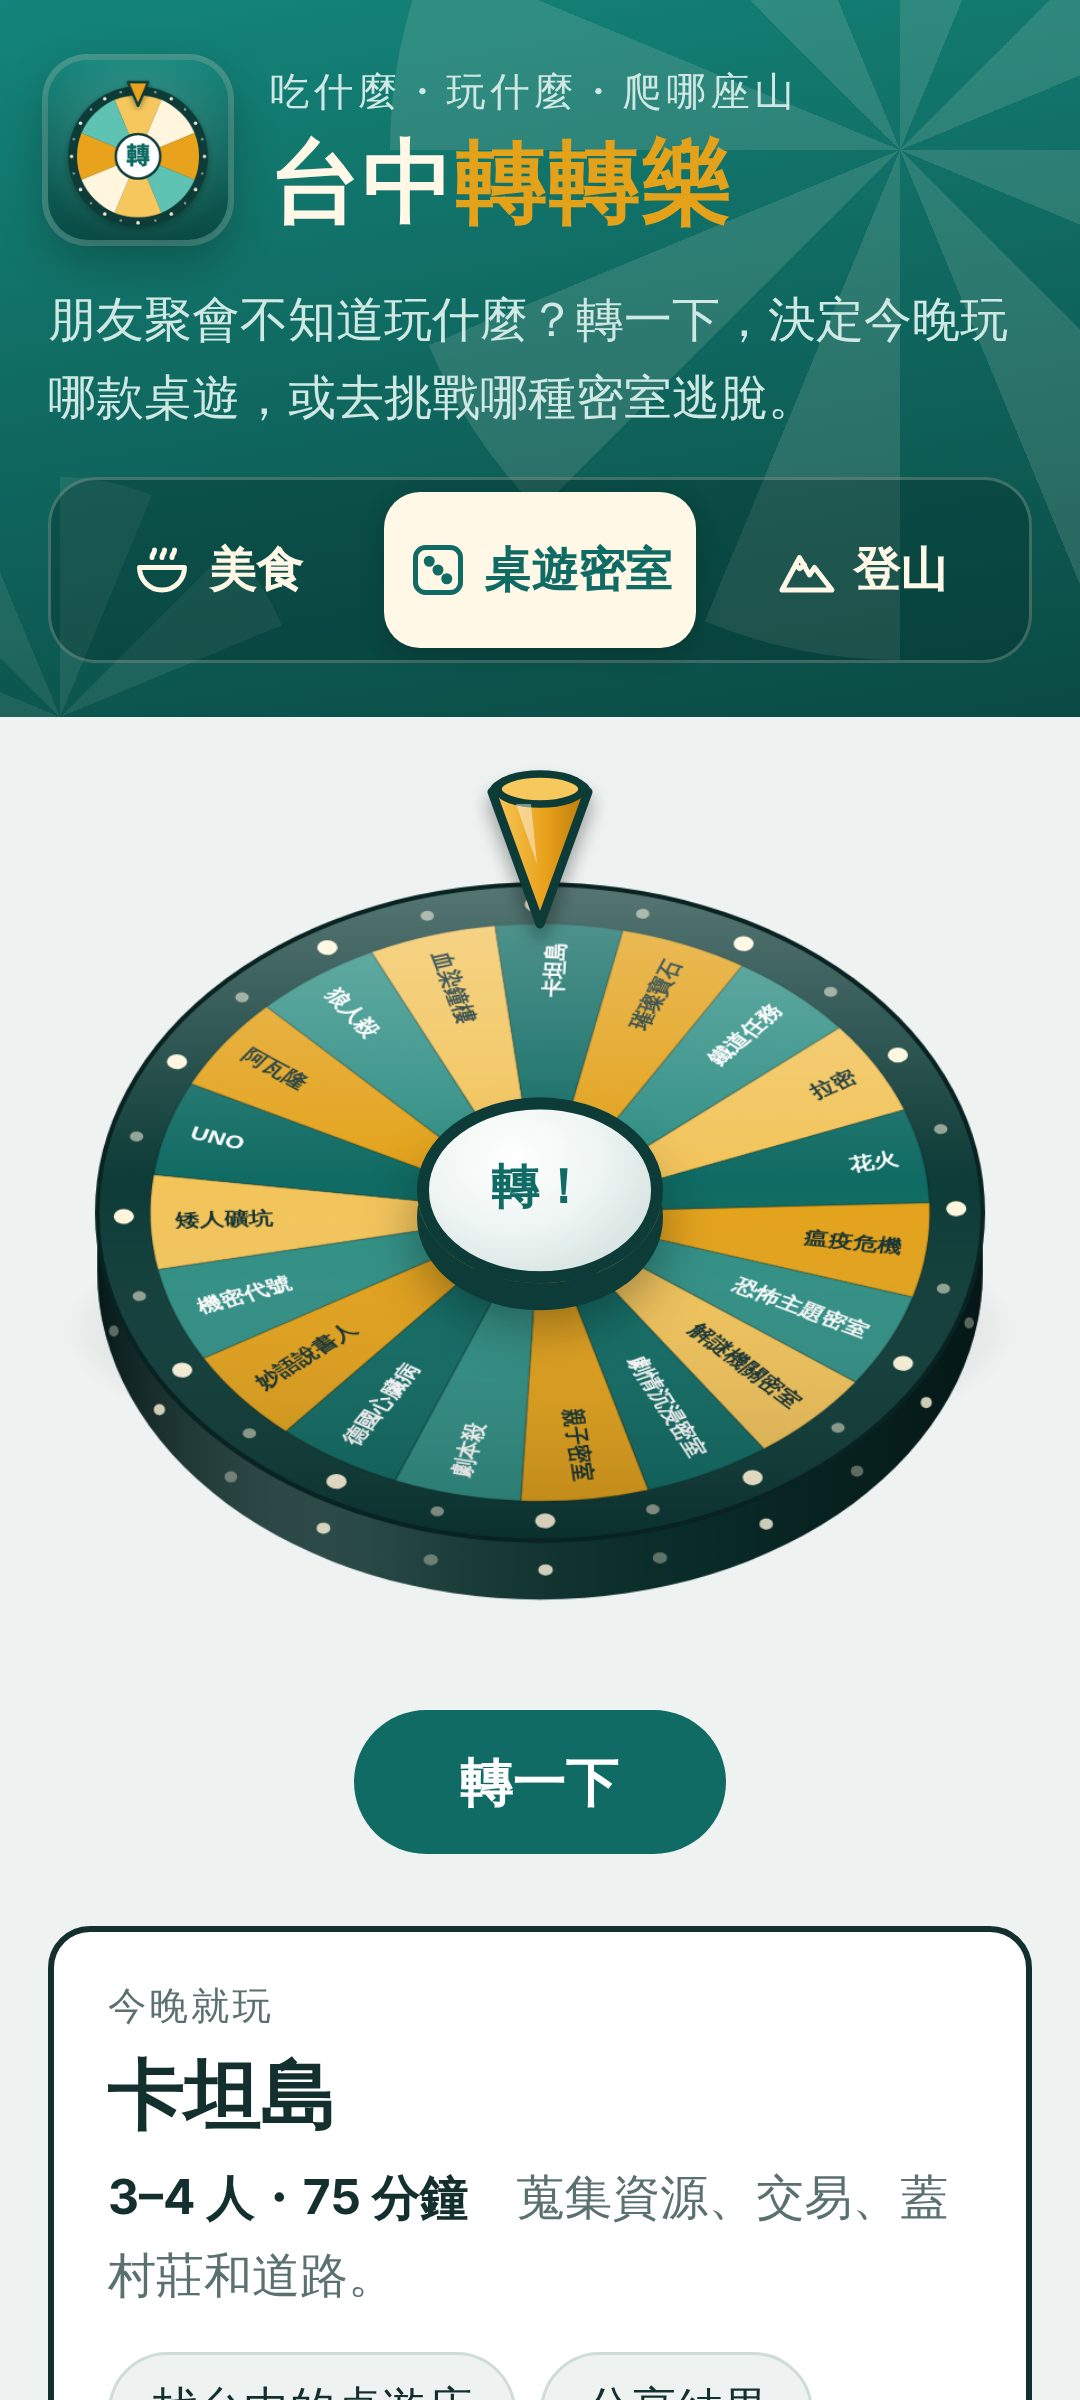 轉
吃什麼・玩什麼・爬哪座山
台中轉轉樂
朋友聚會不知道玩什麼？轉一下，決定今晚玩
哪款桌遊，或去挑戰哪種密室逃脫。
美食
桌遊密室
登山
卡坦島
璀璨寶石
鐵道任務
拉密
花火
瘟疫危機
恐怖主題密室
解謎機關密室
劇情沉浸密室
親子密室
劇本殺
德國心臟病
妙語說書人
機密代號
矮人礦坑
UNO
阿瓦隆
狼人殺
血染鐘樓
轉！
轉一下
今晚就玩
卡坦島
3–4 人・75 分鐘　蒐集資源、交易、蓋
村莊和道路。